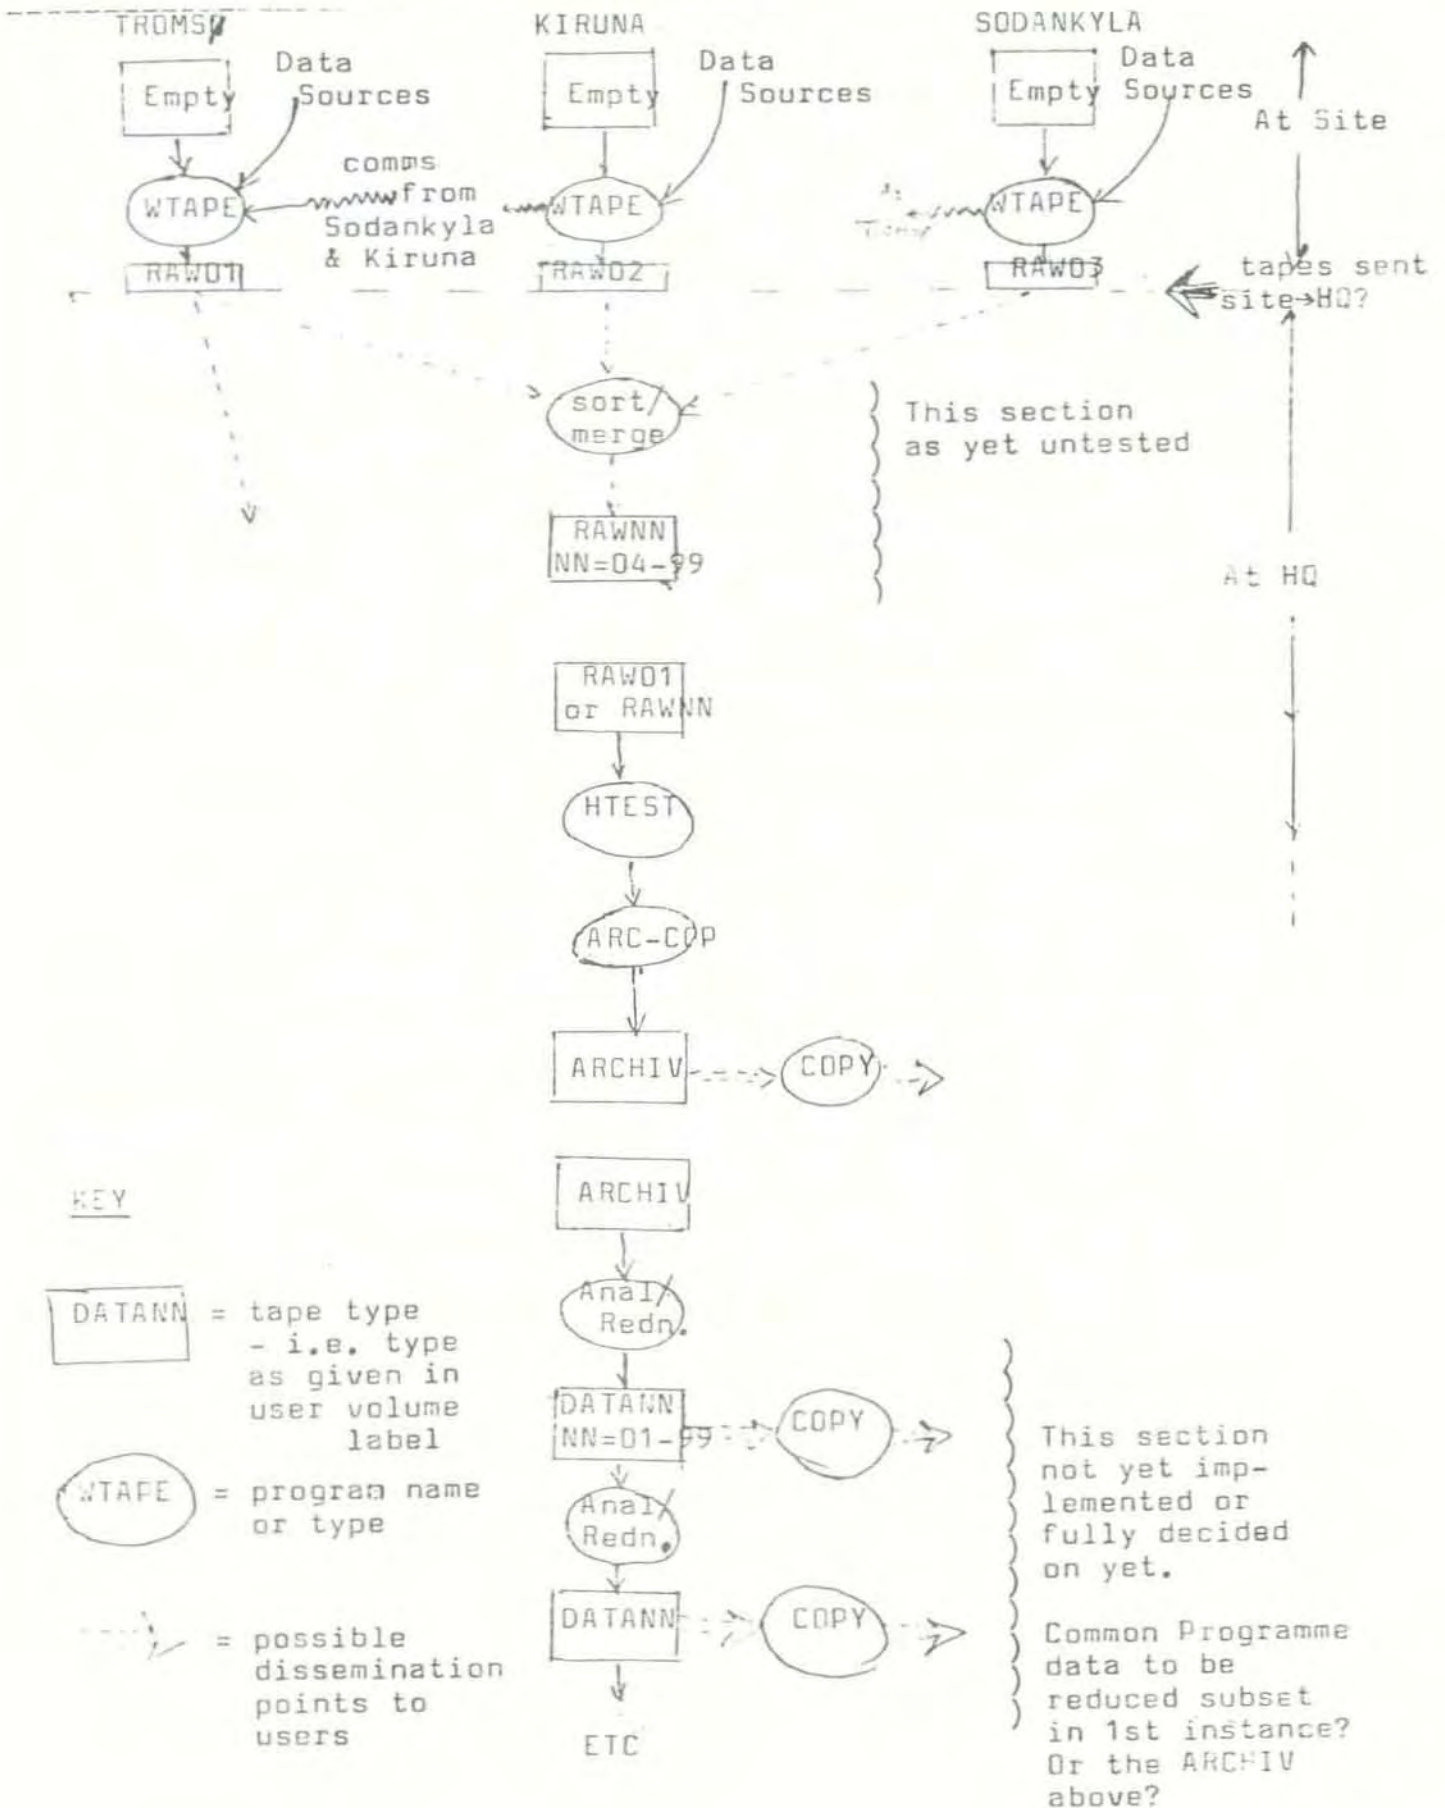 TROMSØ
KIRUNA
SODANKYLA
Empty
Data
Sources
Empty
Data
Sources
Empty
Data
Sources
At Site
WTAPE
comms
from
Sodankyla
& Kiruna
WTAPE
WTAPE
RAW01
RAW02
RAW03
tapes sent
site→HQ?
sort/
merge
This section
as yet untested
RAWNN
NN=04-99
At HQ
RAW01
or RAWNN
HTEST
ARC-COP
ARCHIV
COPY
ARCHIV
KEY
Anal/
Redn.
DATANN = tape type
- i.e. type
as given in
user volume
label
DATANN
NN=01-99
COPY
This section
not yet imp-
lemented or
fully decided
on yet.
WTAPE = program name
or type
Anal/
Redn.
DATANN
COPY
Common Programme
data to be
reduced subset
in 1st instance?
Or the ARCHIV
above?
= possible
dissemination
points to
users
ETC